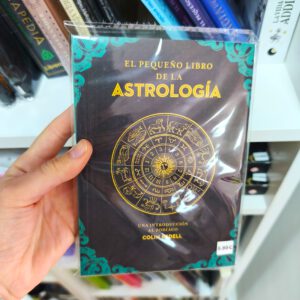 EL PEQUEÑO LIBRO
DE LA
ASTROLOGÍA
UNA INTRODUCCIÓN
AL ZODÍACO
COLIN BEDELL